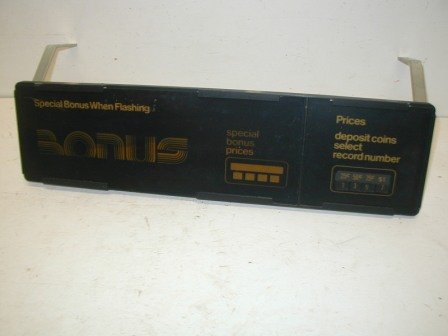 Special Bonus When Flashing
BONUS
special
bonus
prices
Prices
deposit coins
select
record number